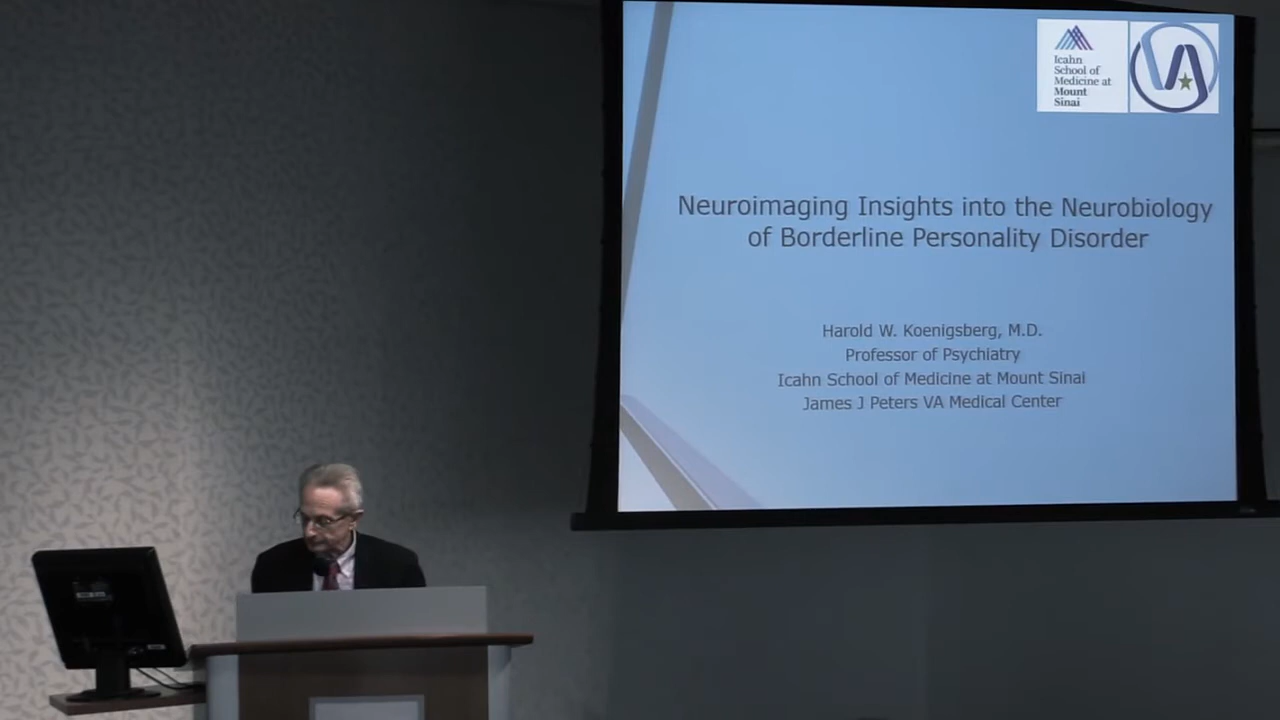 Icahn
School of
Medicine at
Mount
Sinai
VA
Neuroimaging Insights into the Neurobiology
of Borderline Personality Disorder
Harold W. Koenigsberg, M.D.
Professor of Psychiatry
Icahn School of Medicine at Mount Sinai
James J Peters VA Medical Center